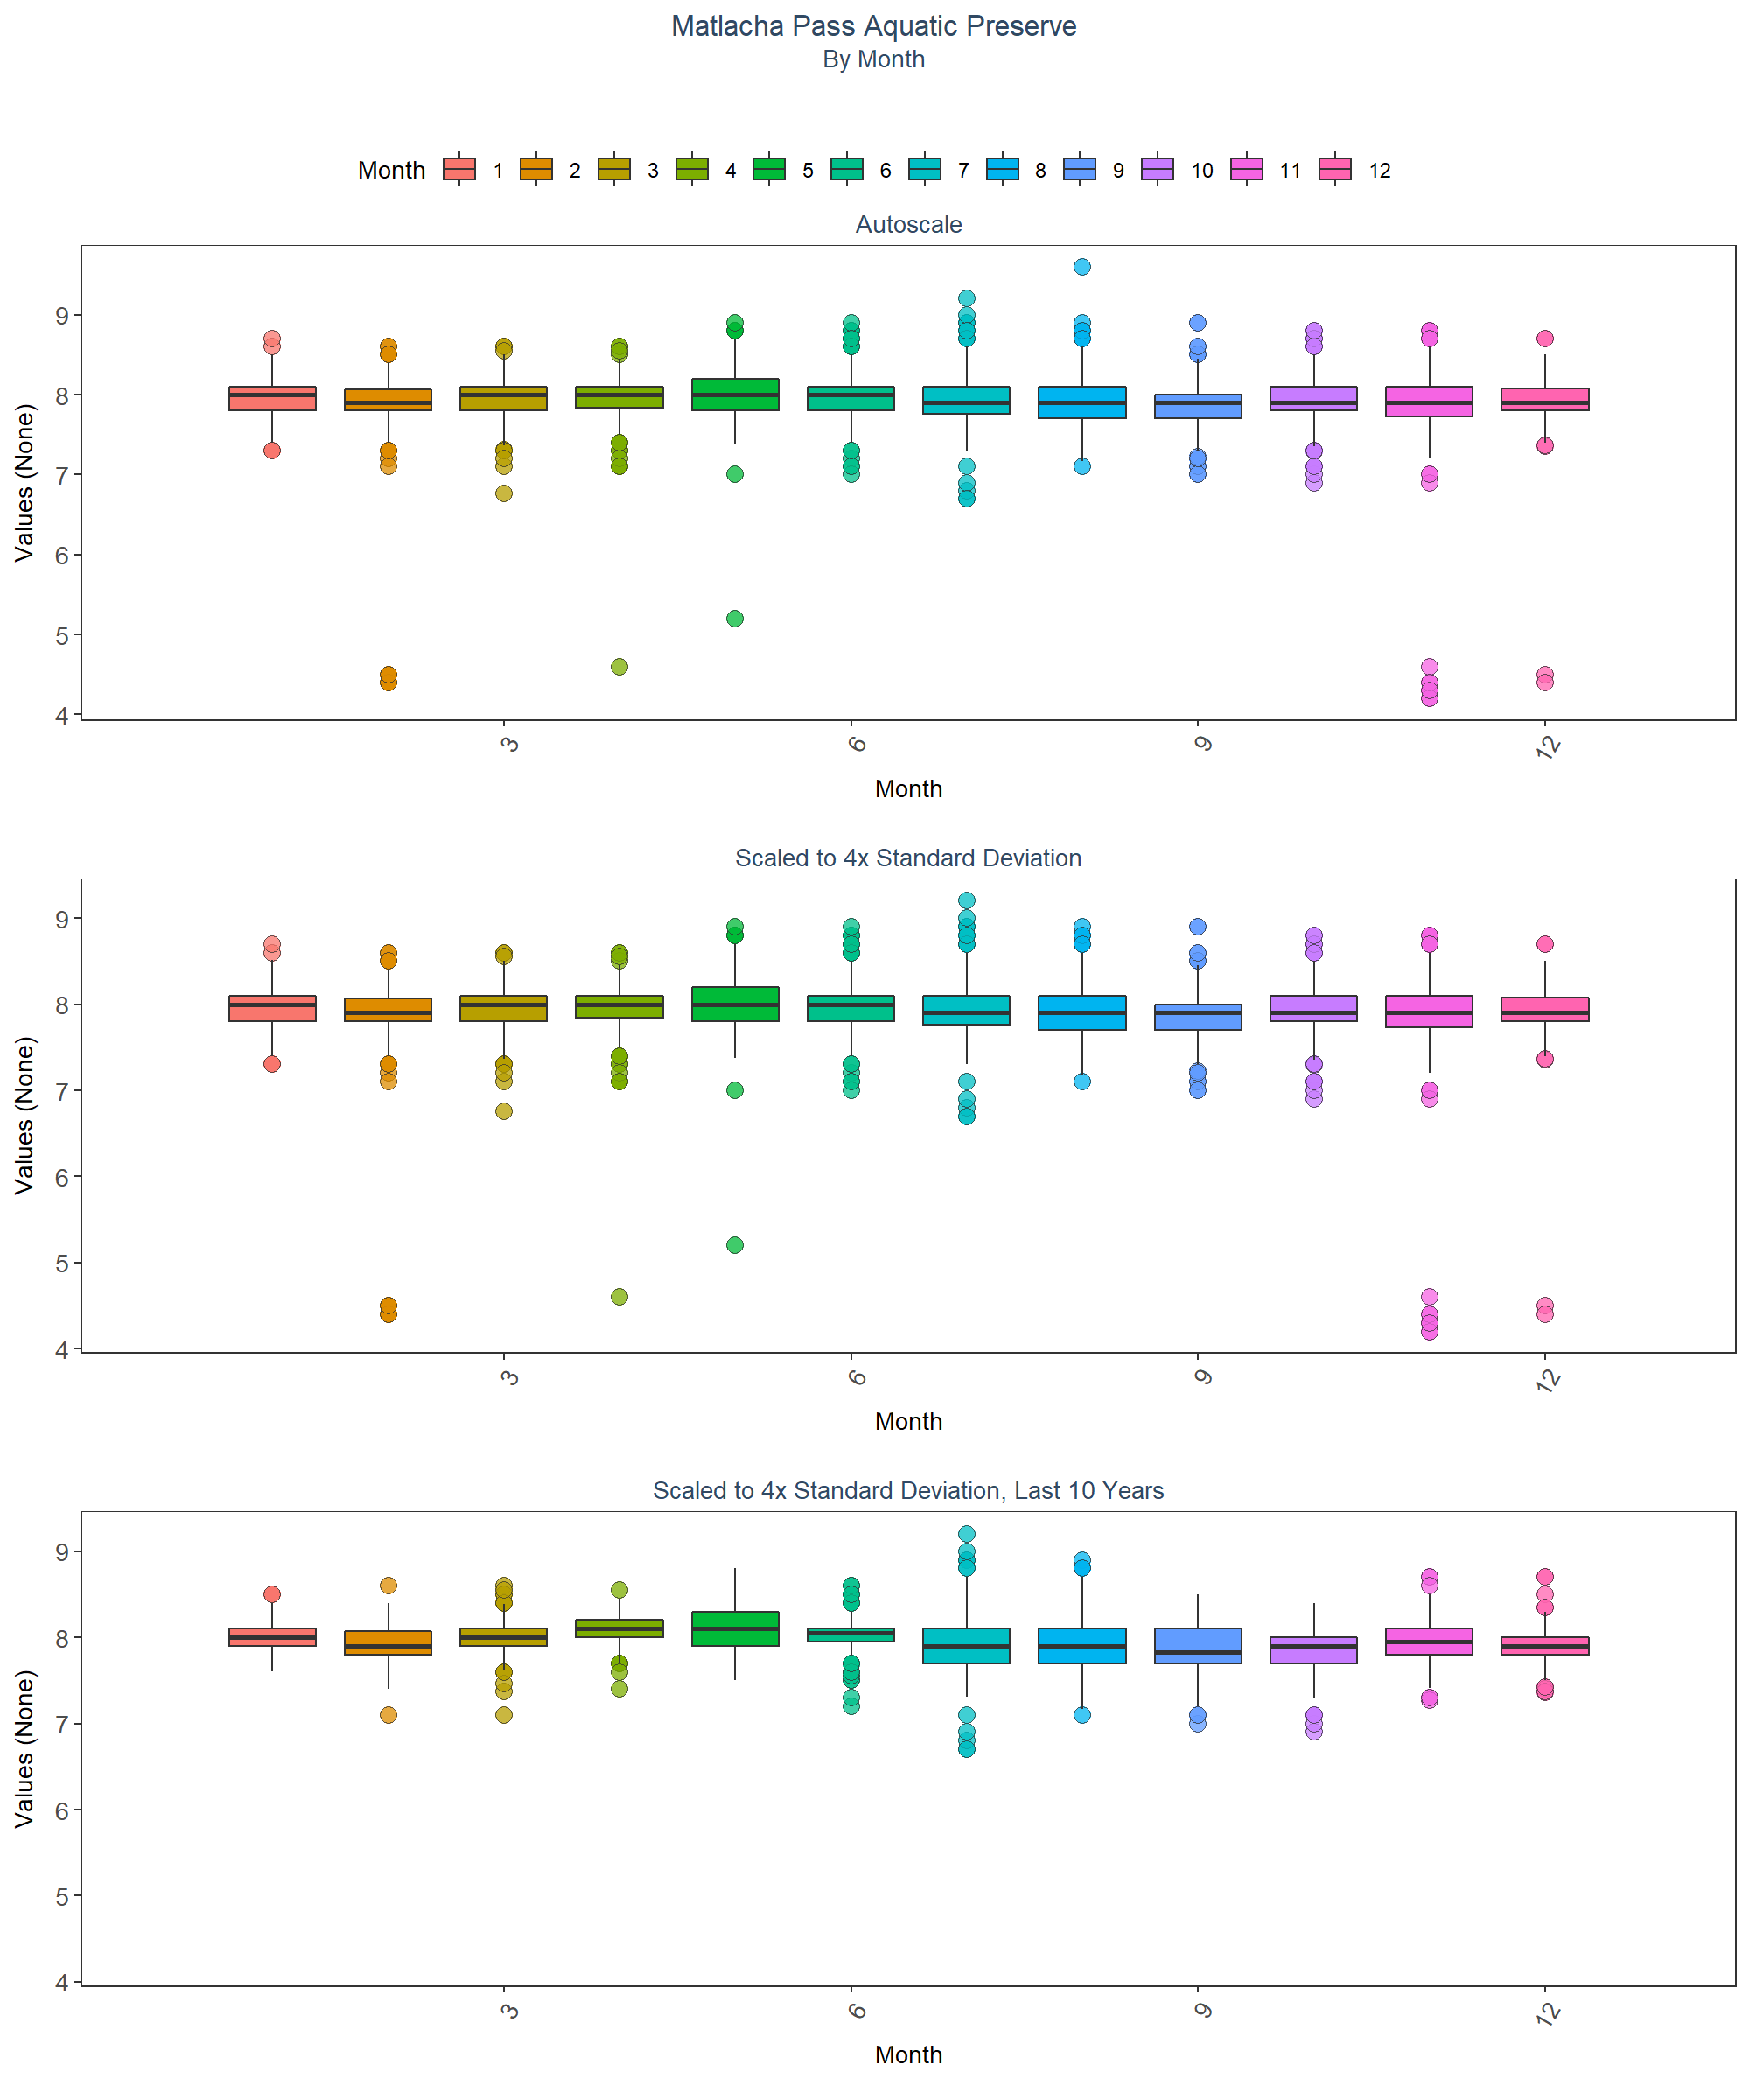 Matlacha Pass Aquatic Preserve
By Month
Month 1 2 3 4 5 6 7 8 9 10 11 12
Autoscale
Values (None)
9
8
7
6
5
4
3 6 9 12
Month
Scaled to 4x Standard Deviation
Values (None)
9
8
7
6
5
4
3 6 9 12
Month
Scaled to 4x Standard Deviation, Last 10 Years
Values (None)
9
8
7
6
5
4
3 6 9 12
Month